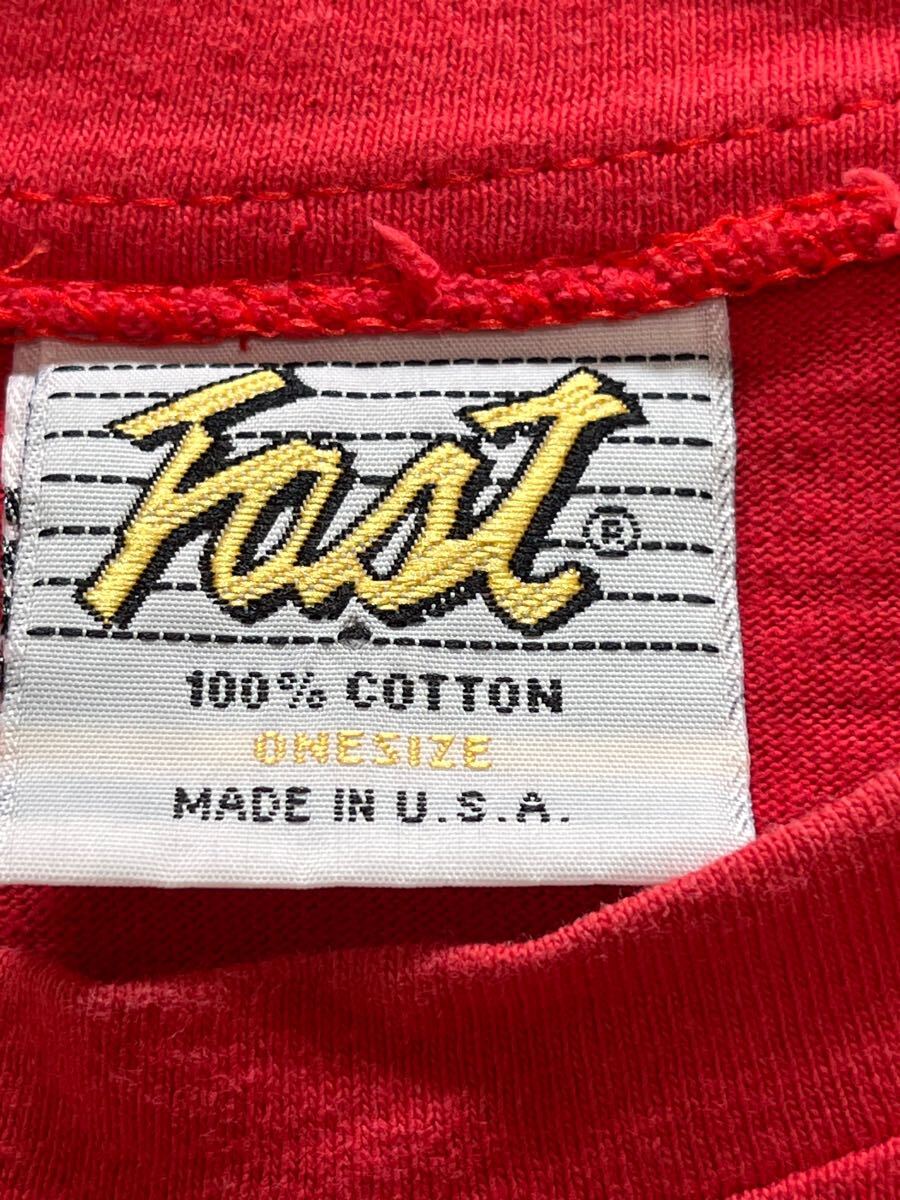 Fast ®
100% COTTON
ONESIZE
MADE IN U.S.A.